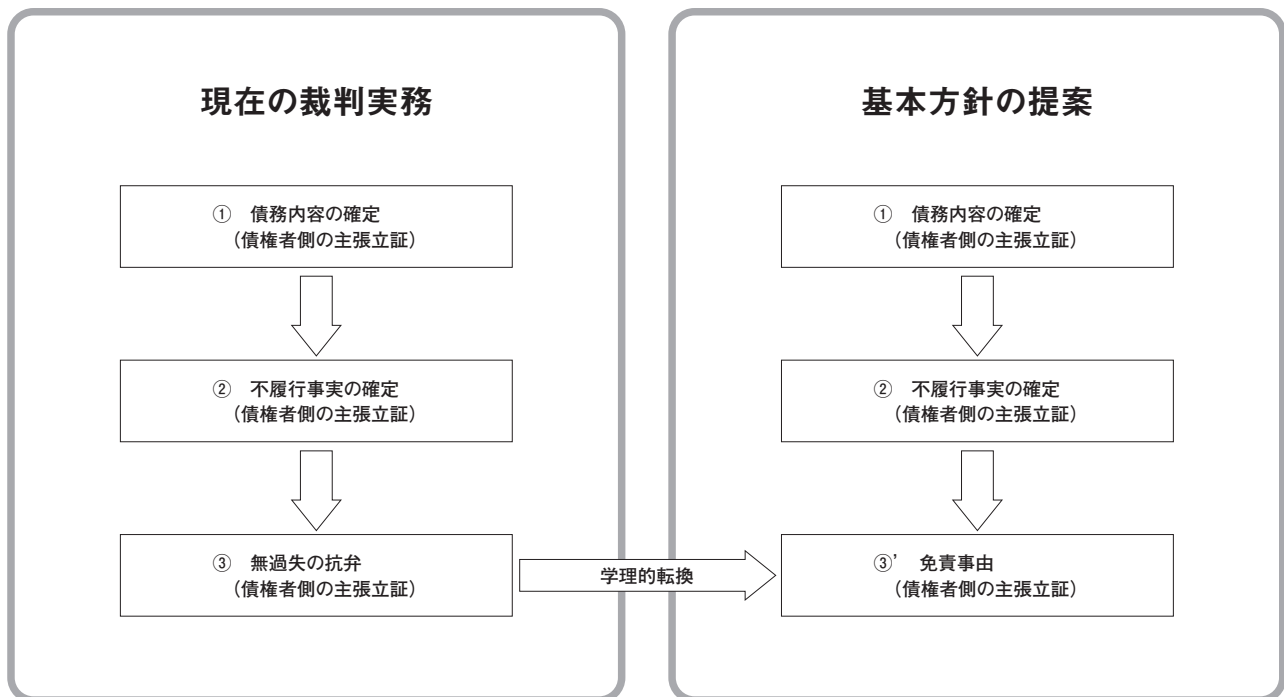 現在の裁判実務
① 債務内容の確定
（債権者側の主張立証）
② 不履行事実の確定
（債権者側の主張立証）
③ 無過失の抗弁
（債権者側の主張立証）
学理的転換
基本方針の提案
① 債務内容の確定
（債権者側の主張立証）
② 不履行事実の確定
（債権者側の主張立証）
③’ 免責事由
（債権者側の主張立証）